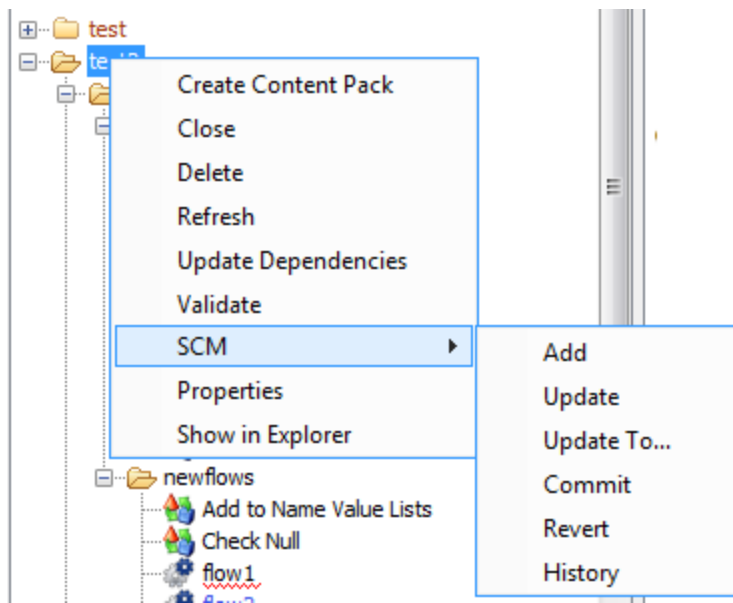 test
Create Content Pack
Close
Delete
Refresh
Update Dependencies
Validate
SCM
Properties
Show in Explorer
Add
Update
Update To...
Commit
Revert
History
newflows
Add to Name Value Lists
Check Null
flow1